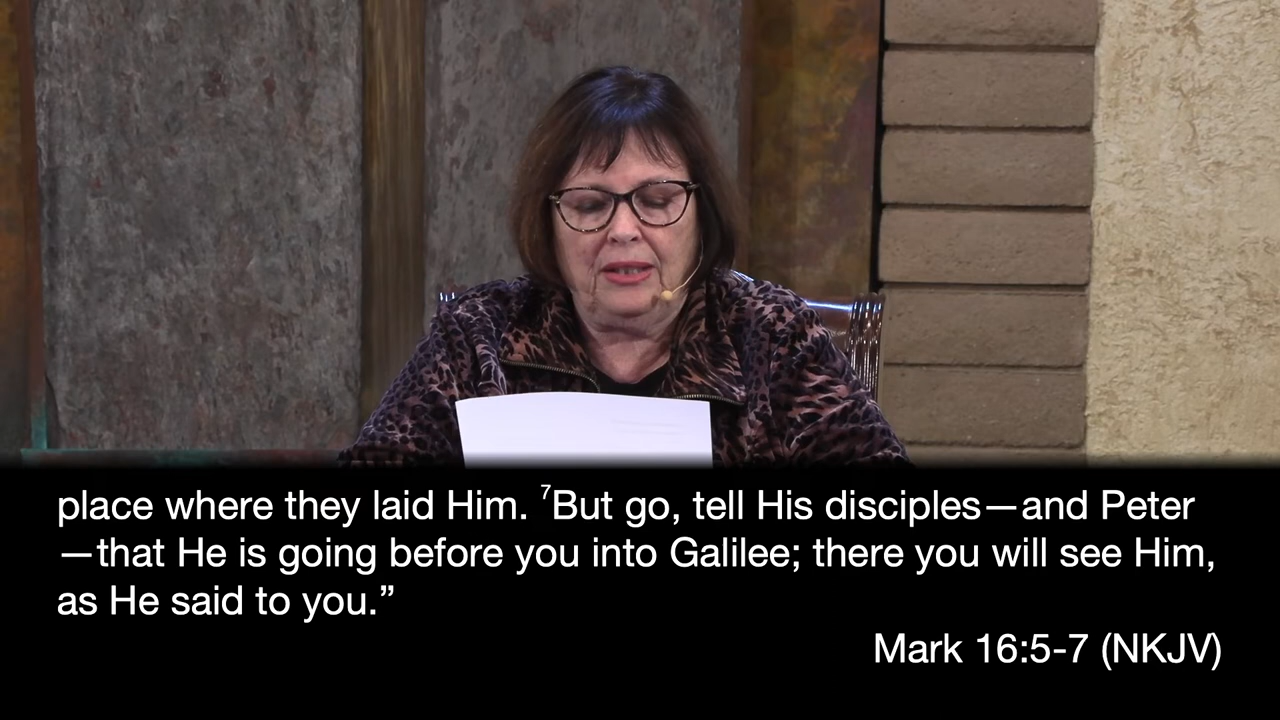 place where they laid Him. ⁷But go, tell His disciples—and Peter
—that He is going before you into Galilee; there you will see Him,
as He said to you.”
Mark 16:5-7 (NKJV)